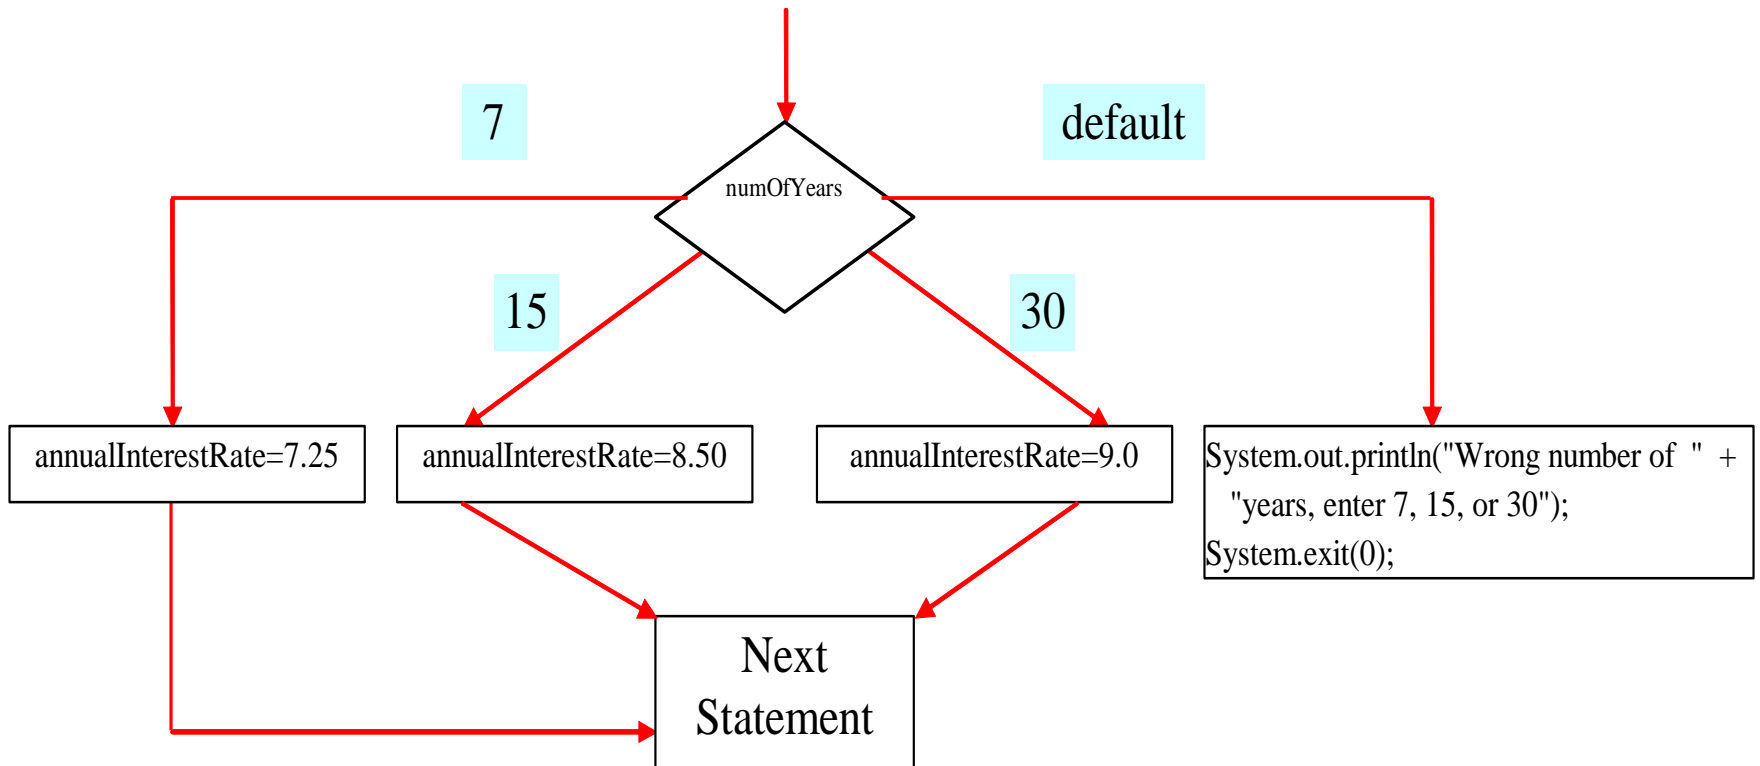 7
default
numOfYears
15
30
annualInterestRate=7.25
annualInterestRate=8.50
annualInterestRate=9.0
System.out.println("Wrong number of  "  +
"years, enter 7, 15, or 30");
System.exit(0);
Next
Statement